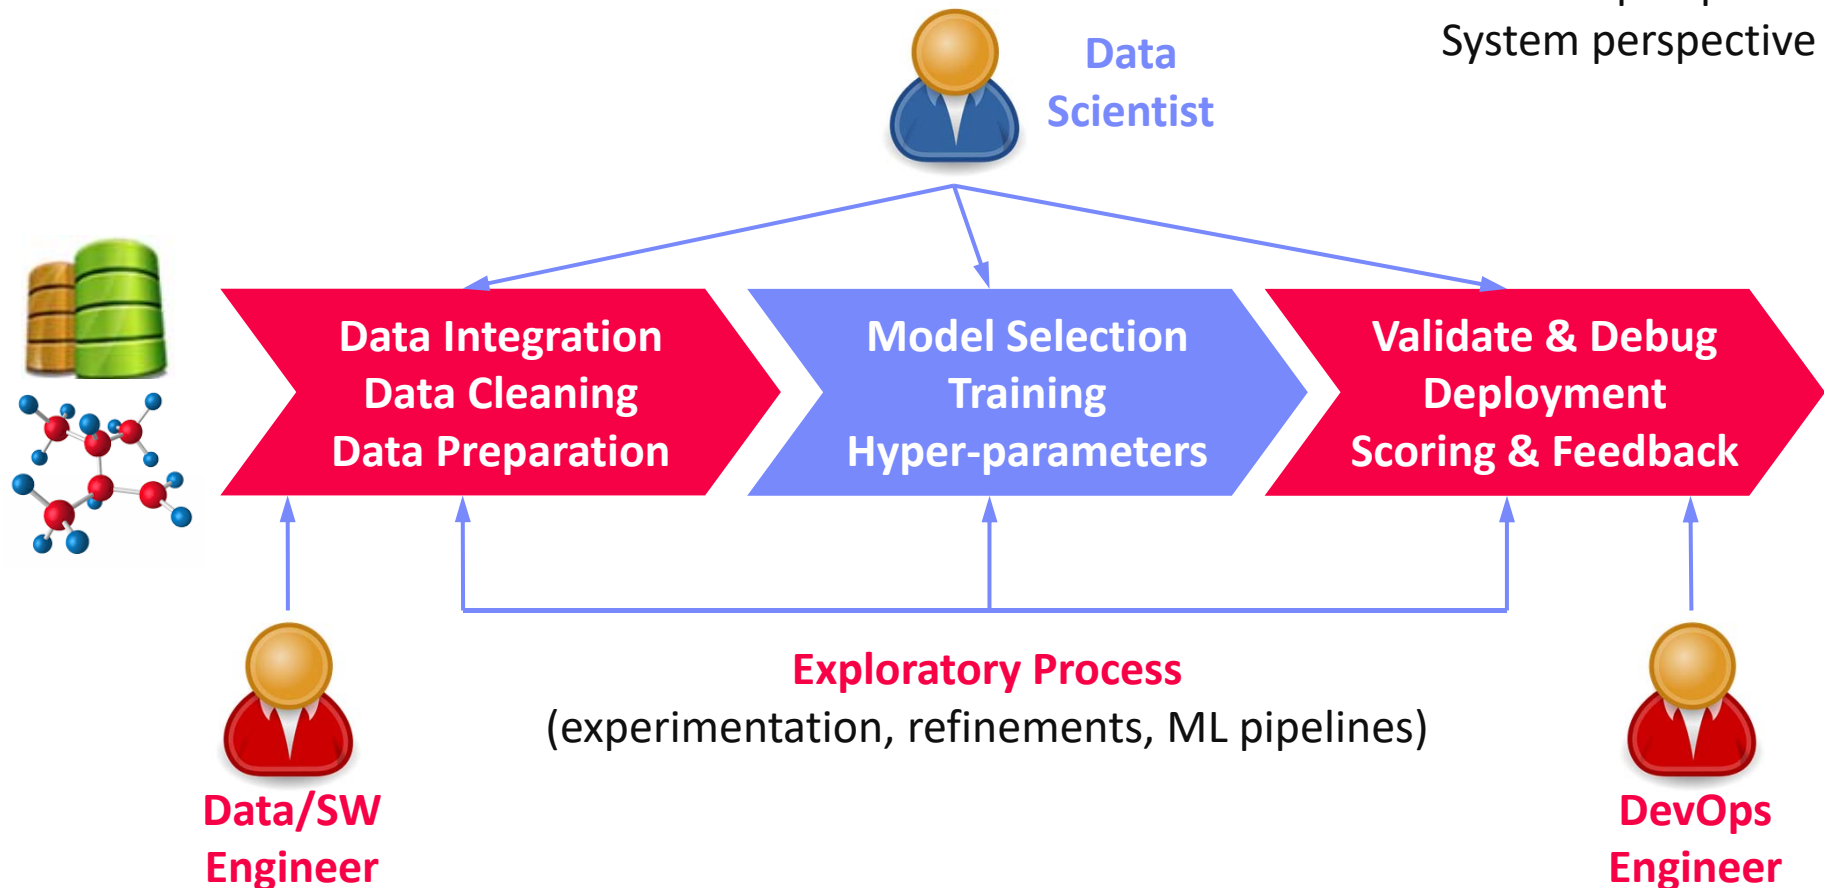 System perspective
Data
Scientist
Data Integration
Data Cleaning
Data Preparation
Model Selection
Training
Hyper-parameters
Validate & Debug
Deployment
Scoring & Feedback
Exploratory Process
(experimentation, refinements, ML pipelines)
Data/SW
Engineer
DevOps
Engineer